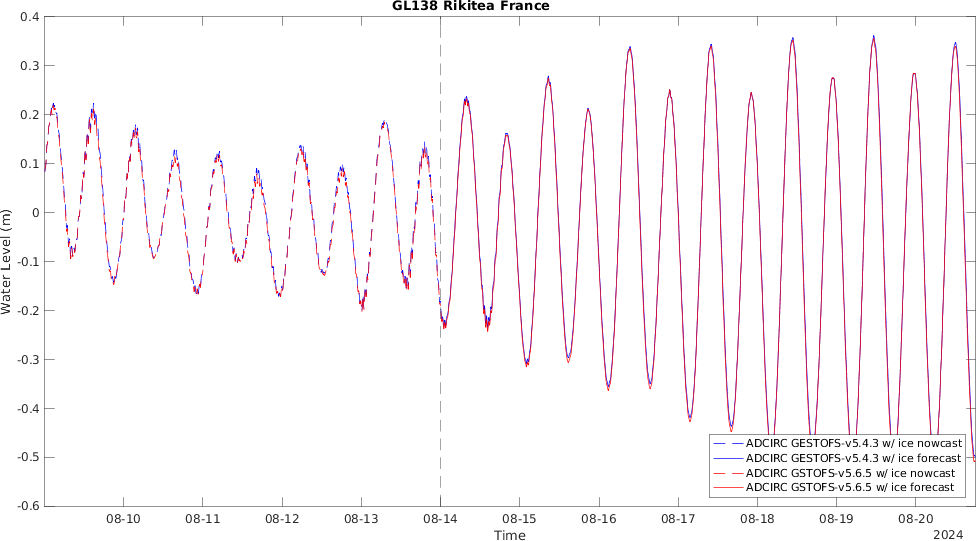 GL138 Rikitea France
0.4
0.3
0.2
0.1
0
-0.1
-0.2
-0.3
-0.4
-0.5
-0.6
Water Level (m)
ADCIRC GESTOFS-v5.4.3 w/ ice nowcast
ADCIRC GESTOFS-v5.4.3 w/ ice forecast
ADCIRC GSTOFS-v5.6.5 w/ ice nowcast
ADCIRC GSTOFS-v5.6.5 w/ ice forecast
08-10 08-11 08-12 08-13 08-14 08-15 08-16 08-17 08-18 08-19 08-20
Time
2024